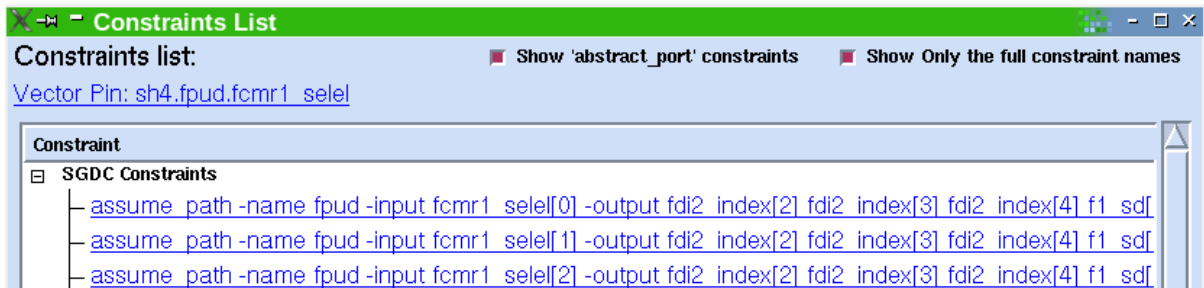 Constraints List
Constraints list: Show 'abstract_port' constraints Show Only the full constraint names
Vector Pin: sh4.fpud.fcmr1_selel
Constraint
SGDC Constraints
assume_path -name fpud -input fcmr1_selel[0] -output fdi2_index[2] fdi2_index[3] fdi2_index[4] f1_sd[
assume_path -name fpud -input fcmr1_selel[1] -output fdi2_index[2] fdi2_index[3] fdi2_index[4] f1_sd[
assume_path -name fpud -input fcmr1_selel[2] -output fdi2_index[2] fdi2_index[3] fdi2_index[4] f1_sd[